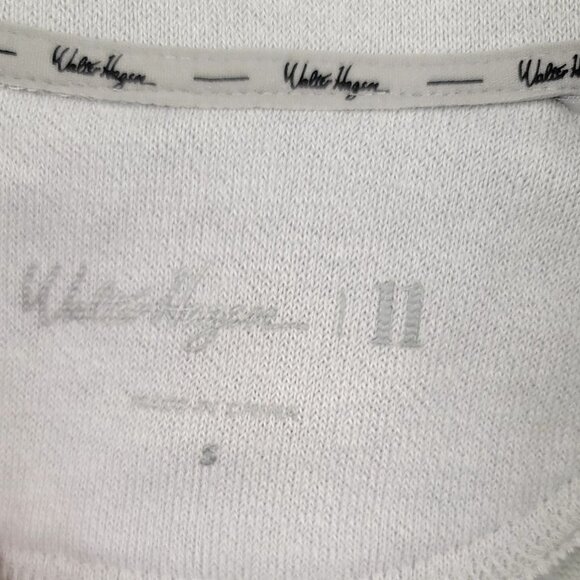 Walter Hagen — Walter Hagen — Walter Hagen
Walter Hagen | 11
MADE IN CHINA
S